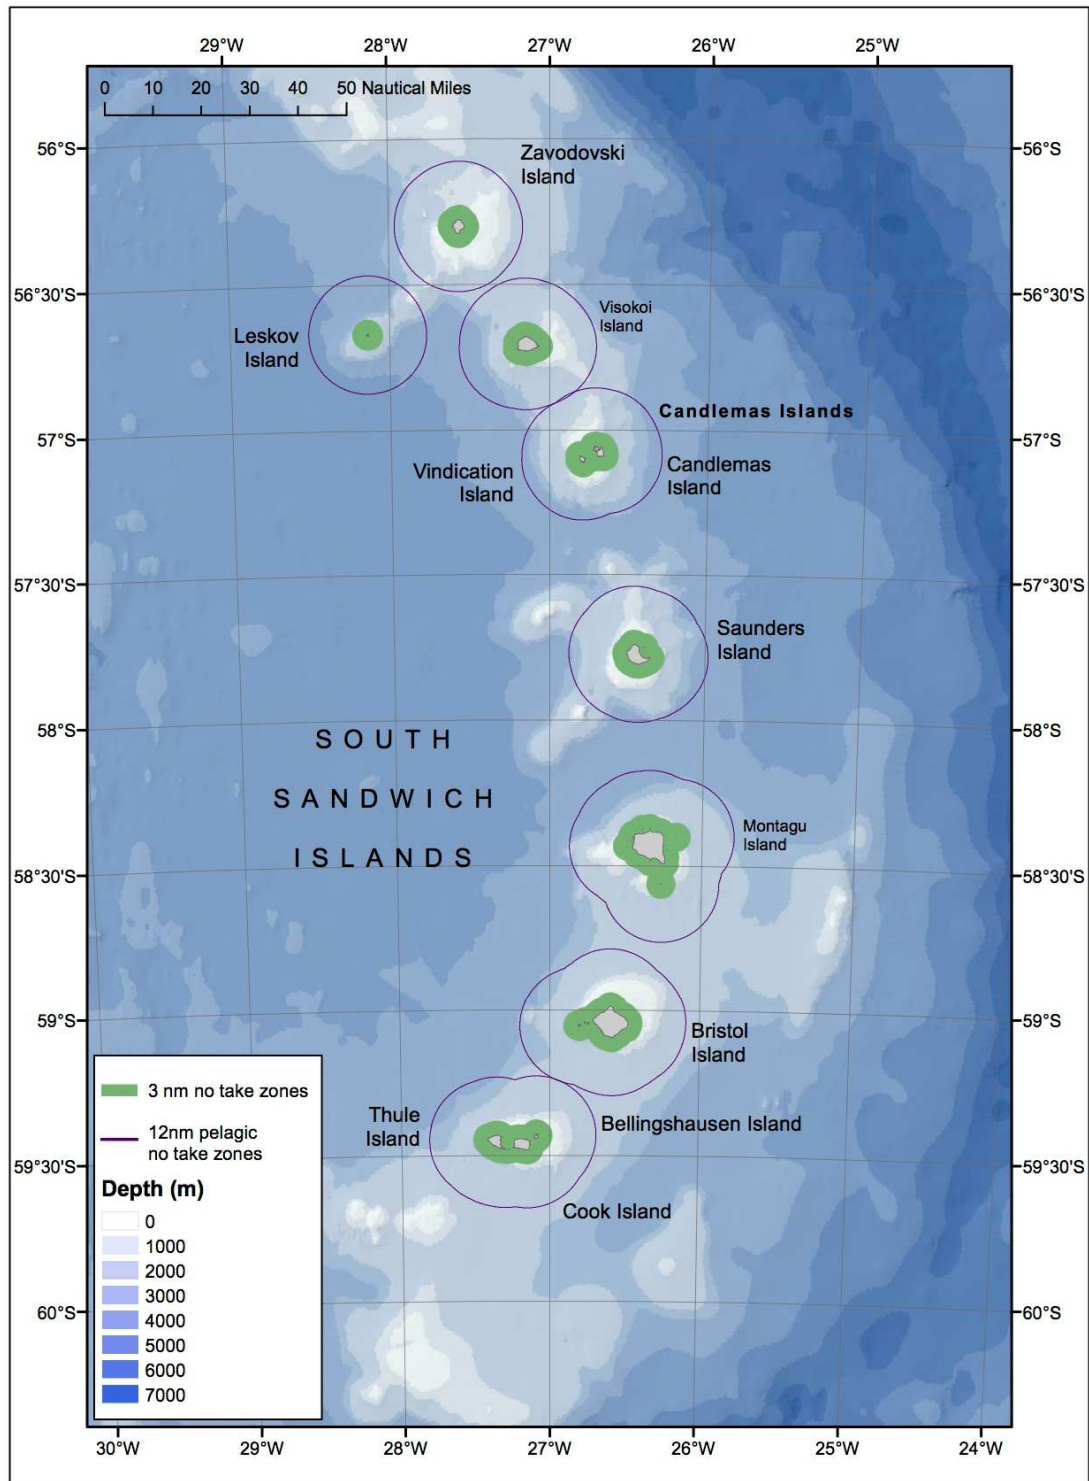 29°W 28°W 27°W 26°W 25°W
0 10 20 30 40 50 Nautical Miles
56°S 56°S
Zavodovski
Island
56°30'S 56°30'S
Visokoi
Island
Leskov
Island
Candlemas Islands
57°S 57°S
Vindication
Island
Candlemas
Island
57°30'S 57°30'S
Saunders
Island
58°S 58°S
SOUTH
SANDWICH
ISLANDS
Montagu
Island
58°30'S 58°30'S
59°S 59°S
Bristol
Island
Thule
Island
Bellingshausen Island
59°30'S 59°30'S
Cook Island
60°S 60°S
3 nm no take zones
12nm pelagic
no take zones
Depth (m)
0
1000
2000
3000
4000
5000
6000
7000
30°W 29°W 28°W 27°W 26°W 25°W 24°W